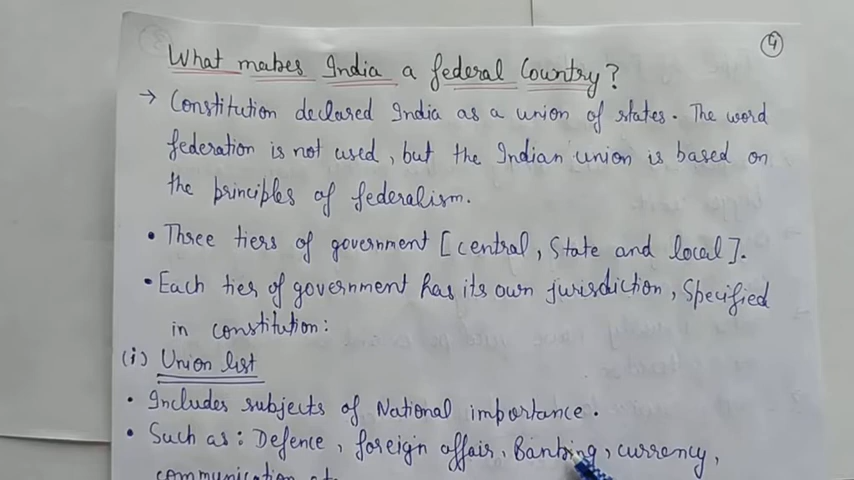 4
What makes India a federal Country?
→ Constitution declared India as a union of states. The word
federation is not used, but the Indian union is based on
the principles of federalism.
• Three tiers of government [central, State and local].
• Each tier of government has its own jurisdiction, Specified
in constitution:
(i) Union list
• Includes subjects of National importance.
• Such as: Defence, foreign affair, Banking, currency,
communication